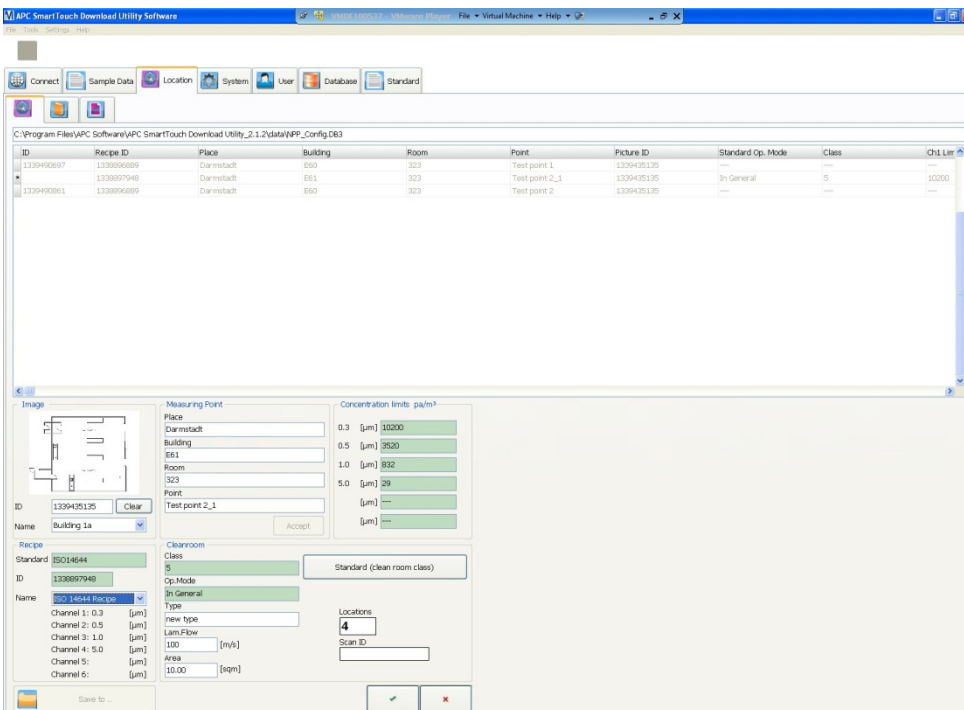 APC SmartTouch Download Utility Software
VMDE100532 - VMware Player File Virtual Machine Help
File Tools Settings Help
Connect Sample Data Location System User Database Standard
C:\Program Files\APC Software\APC SmartTouch Download Utility_2.1.2\data\NPP_Config.DB3
ID Recipe ID Place Building Room Point Picture ID Standard Op. Mode Class Ch1 Lim
1339490697 1338896889 Darmstadt E60 323 Test point 1 1339435135 --- --- ---
1338897948 Darmstadt E61 323 Test point 2_1 1339435135 In General 5 10200
1339490861 1338896889 Darmstadt E60 323 Test point 2 1339435135 --- --- ---
Image
ID 1339435135 Clear
Name Building 1a
Measuring Point
Place
Darmstadt
Building
E61
Room
323
Point
Test point 2_1
Accept
Concentration limits pa/m³
0.3 [µm] 10200
0.5 [µm] 3520
1.0 [µm] 832
5.0 [µm] 29
[µm] ---
[µm] ---
Recipe
Standard ISO14644
ID 1338897948
Name ISO 14644 Recipe
Channel 1: 0.3 [µm]
Channel 2: 0.5 [µm]
Channel 3: 1.0 [µm]
Channel 4: 5.0 [µm]
Channel 5: [µm]
Channel 6: [µm]
Cleanroom
Class
5
Op.Mode
In General
Type
new type
Lam.Flow
100 [m/s]
Area
10.00 [sqm]
Standard (clean room class)
Locations
4
Scan ID
Save to ...